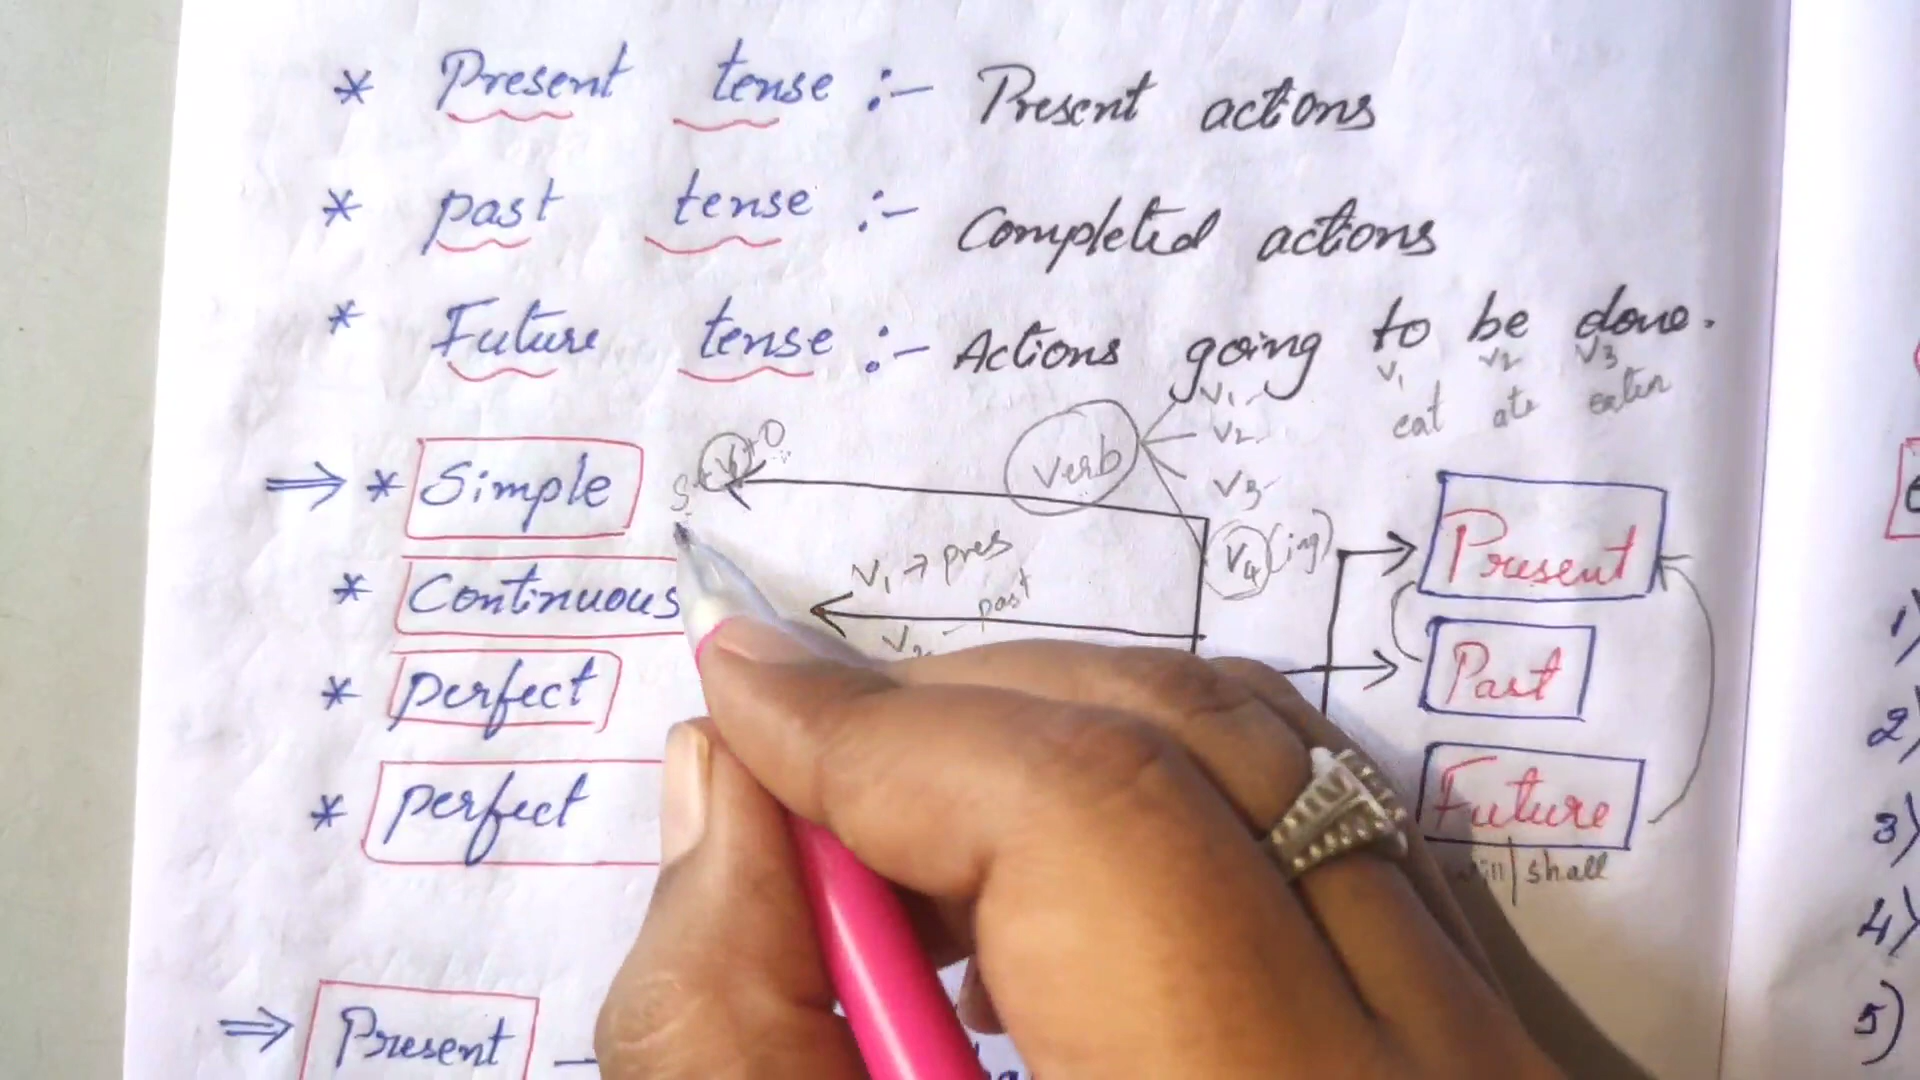 * Present tense :- Present actions
* past tense :- Completed actions
* Future tense :- Actions going to be done.
V1 V2 V3
eat ate eaten
V1
V2
V3
V4 (ing)
Verb
S+V+O
=> * Simple
* Continuous
* perfect
* perfect
V1 → pres
V2 - past
Present
Past
Future
will/shall
=> Present -
1)
2)
3)
4)
5)